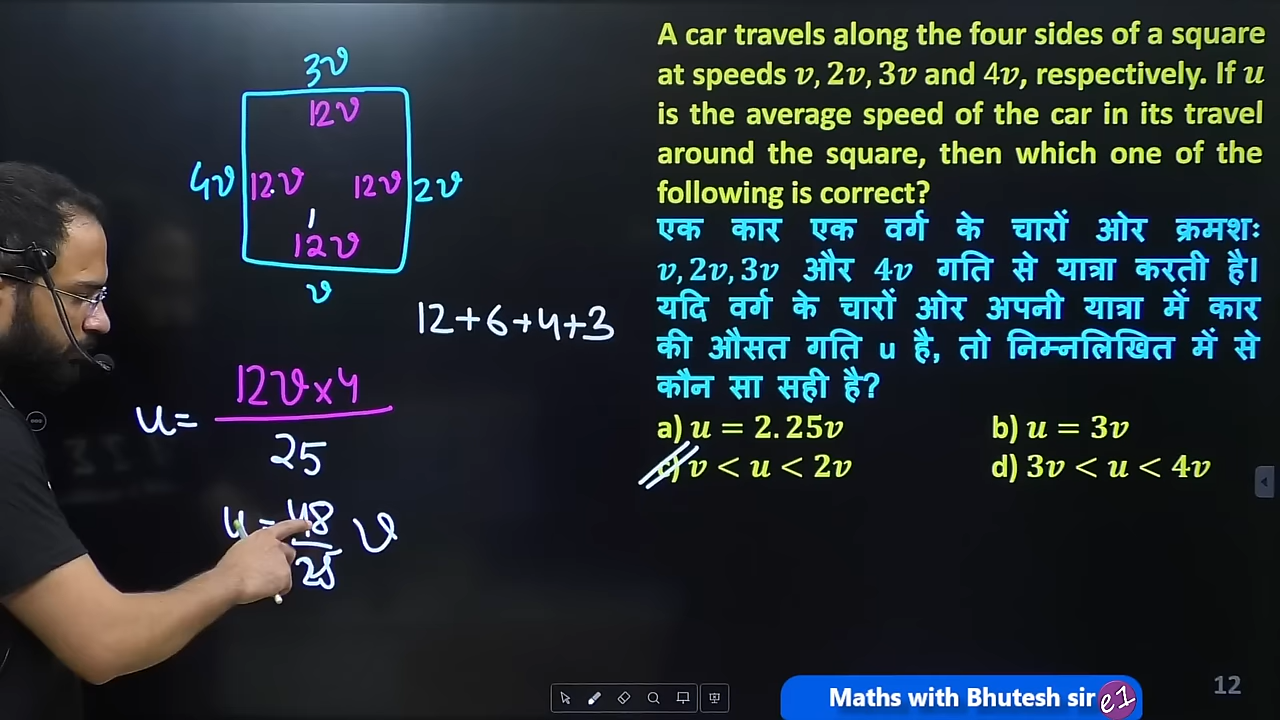 A car travels along the four sides of a square
at speeds v, 2v, 3v and 4v, respectively. If u
is the average speed of the car in its travel
around the square, then which one of the
following is correct?
एक कार एक वर्ग के चारों ओर क्रमशः
v, 2v, 3v और 4v गति से यात्रा करती है।
यदि वर्ग के चारों ओर अपनी यात्रा में कार
की औसत गति u है, तो निम्नलिखित में से
कौन सा सही है?
a) u = 2.25v
b) u = 3v
c) v < u < 2v
d) 3v < u < 4v
3v
12v
4v 12v 12v 2v
12v
v
12+6+4+3
u = 12v×4
25
u = 48 v
25
Maths with Bhutesh sir e1
12